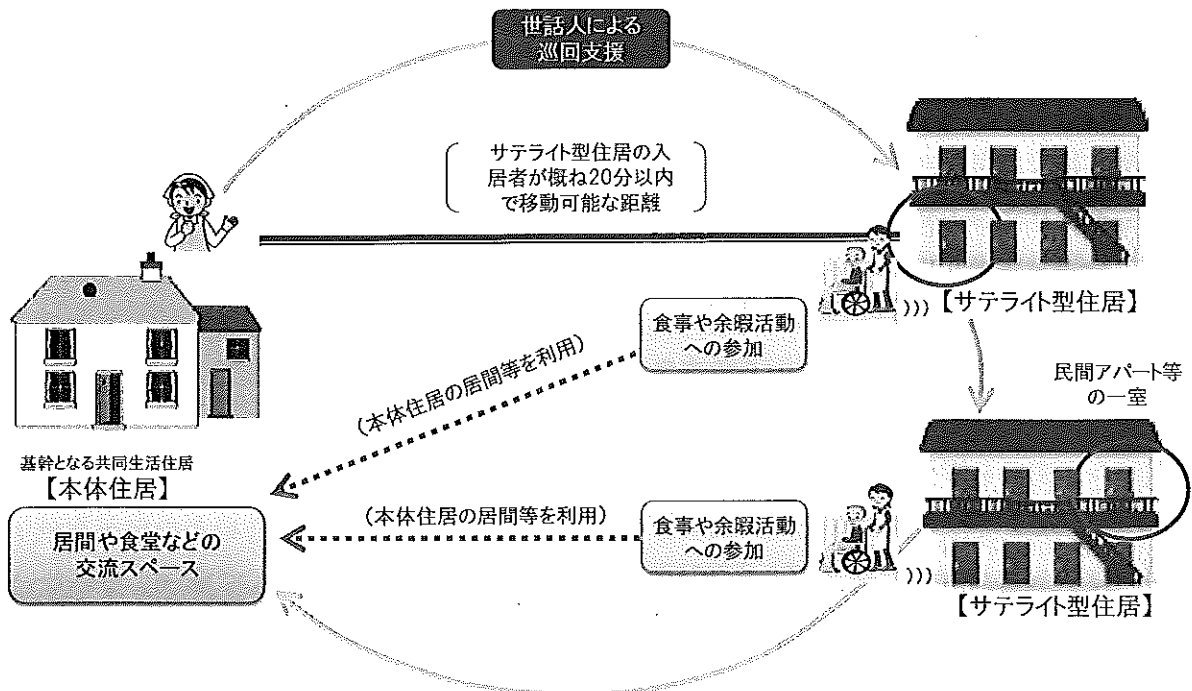 世話人による
巡回支援
サテライト型住居の入
居者が概ね20分以内
で移動可能な距離
【サテライト型住居】
食事や余暇活動
への参加
(本体住居の居間等を利用)
民間アパート等
の一室
基幹となる共同生活住居
【本体住居】
居間や食堂などの
交流スペース
(本体住居の居間等を利用)
食事や余暇活動
への参加
【サテライト型住居】